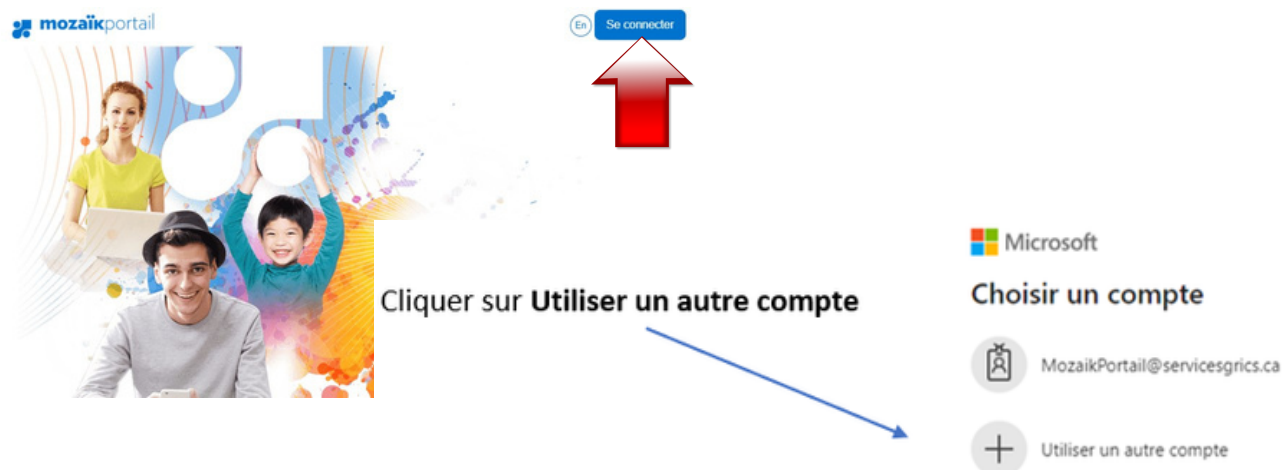 mozaïkportail
En
Se connecter
Microsoft
Cliquer sur Utiliser un autre compte
Choisir un compte
MozaikPortail@servicesgrics.ca
Utiliser un autre compte